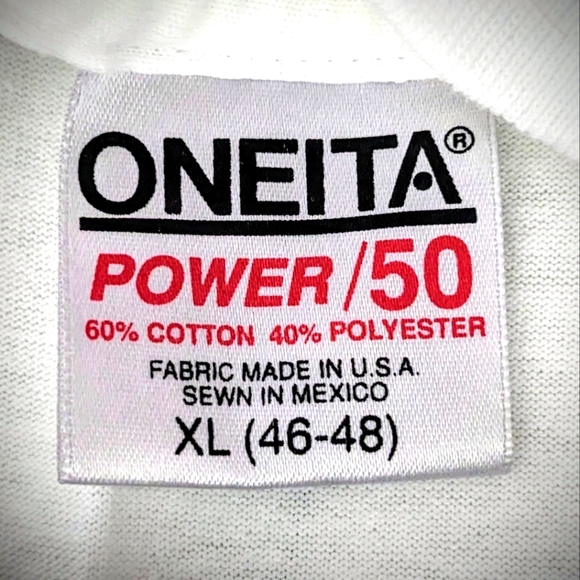 ONEITA®
POWER/50
60% COTTON 40% POLYESTER
FABRIC MADE IN U.S.A.
SEWN IN MEXICO
XL (46-48)